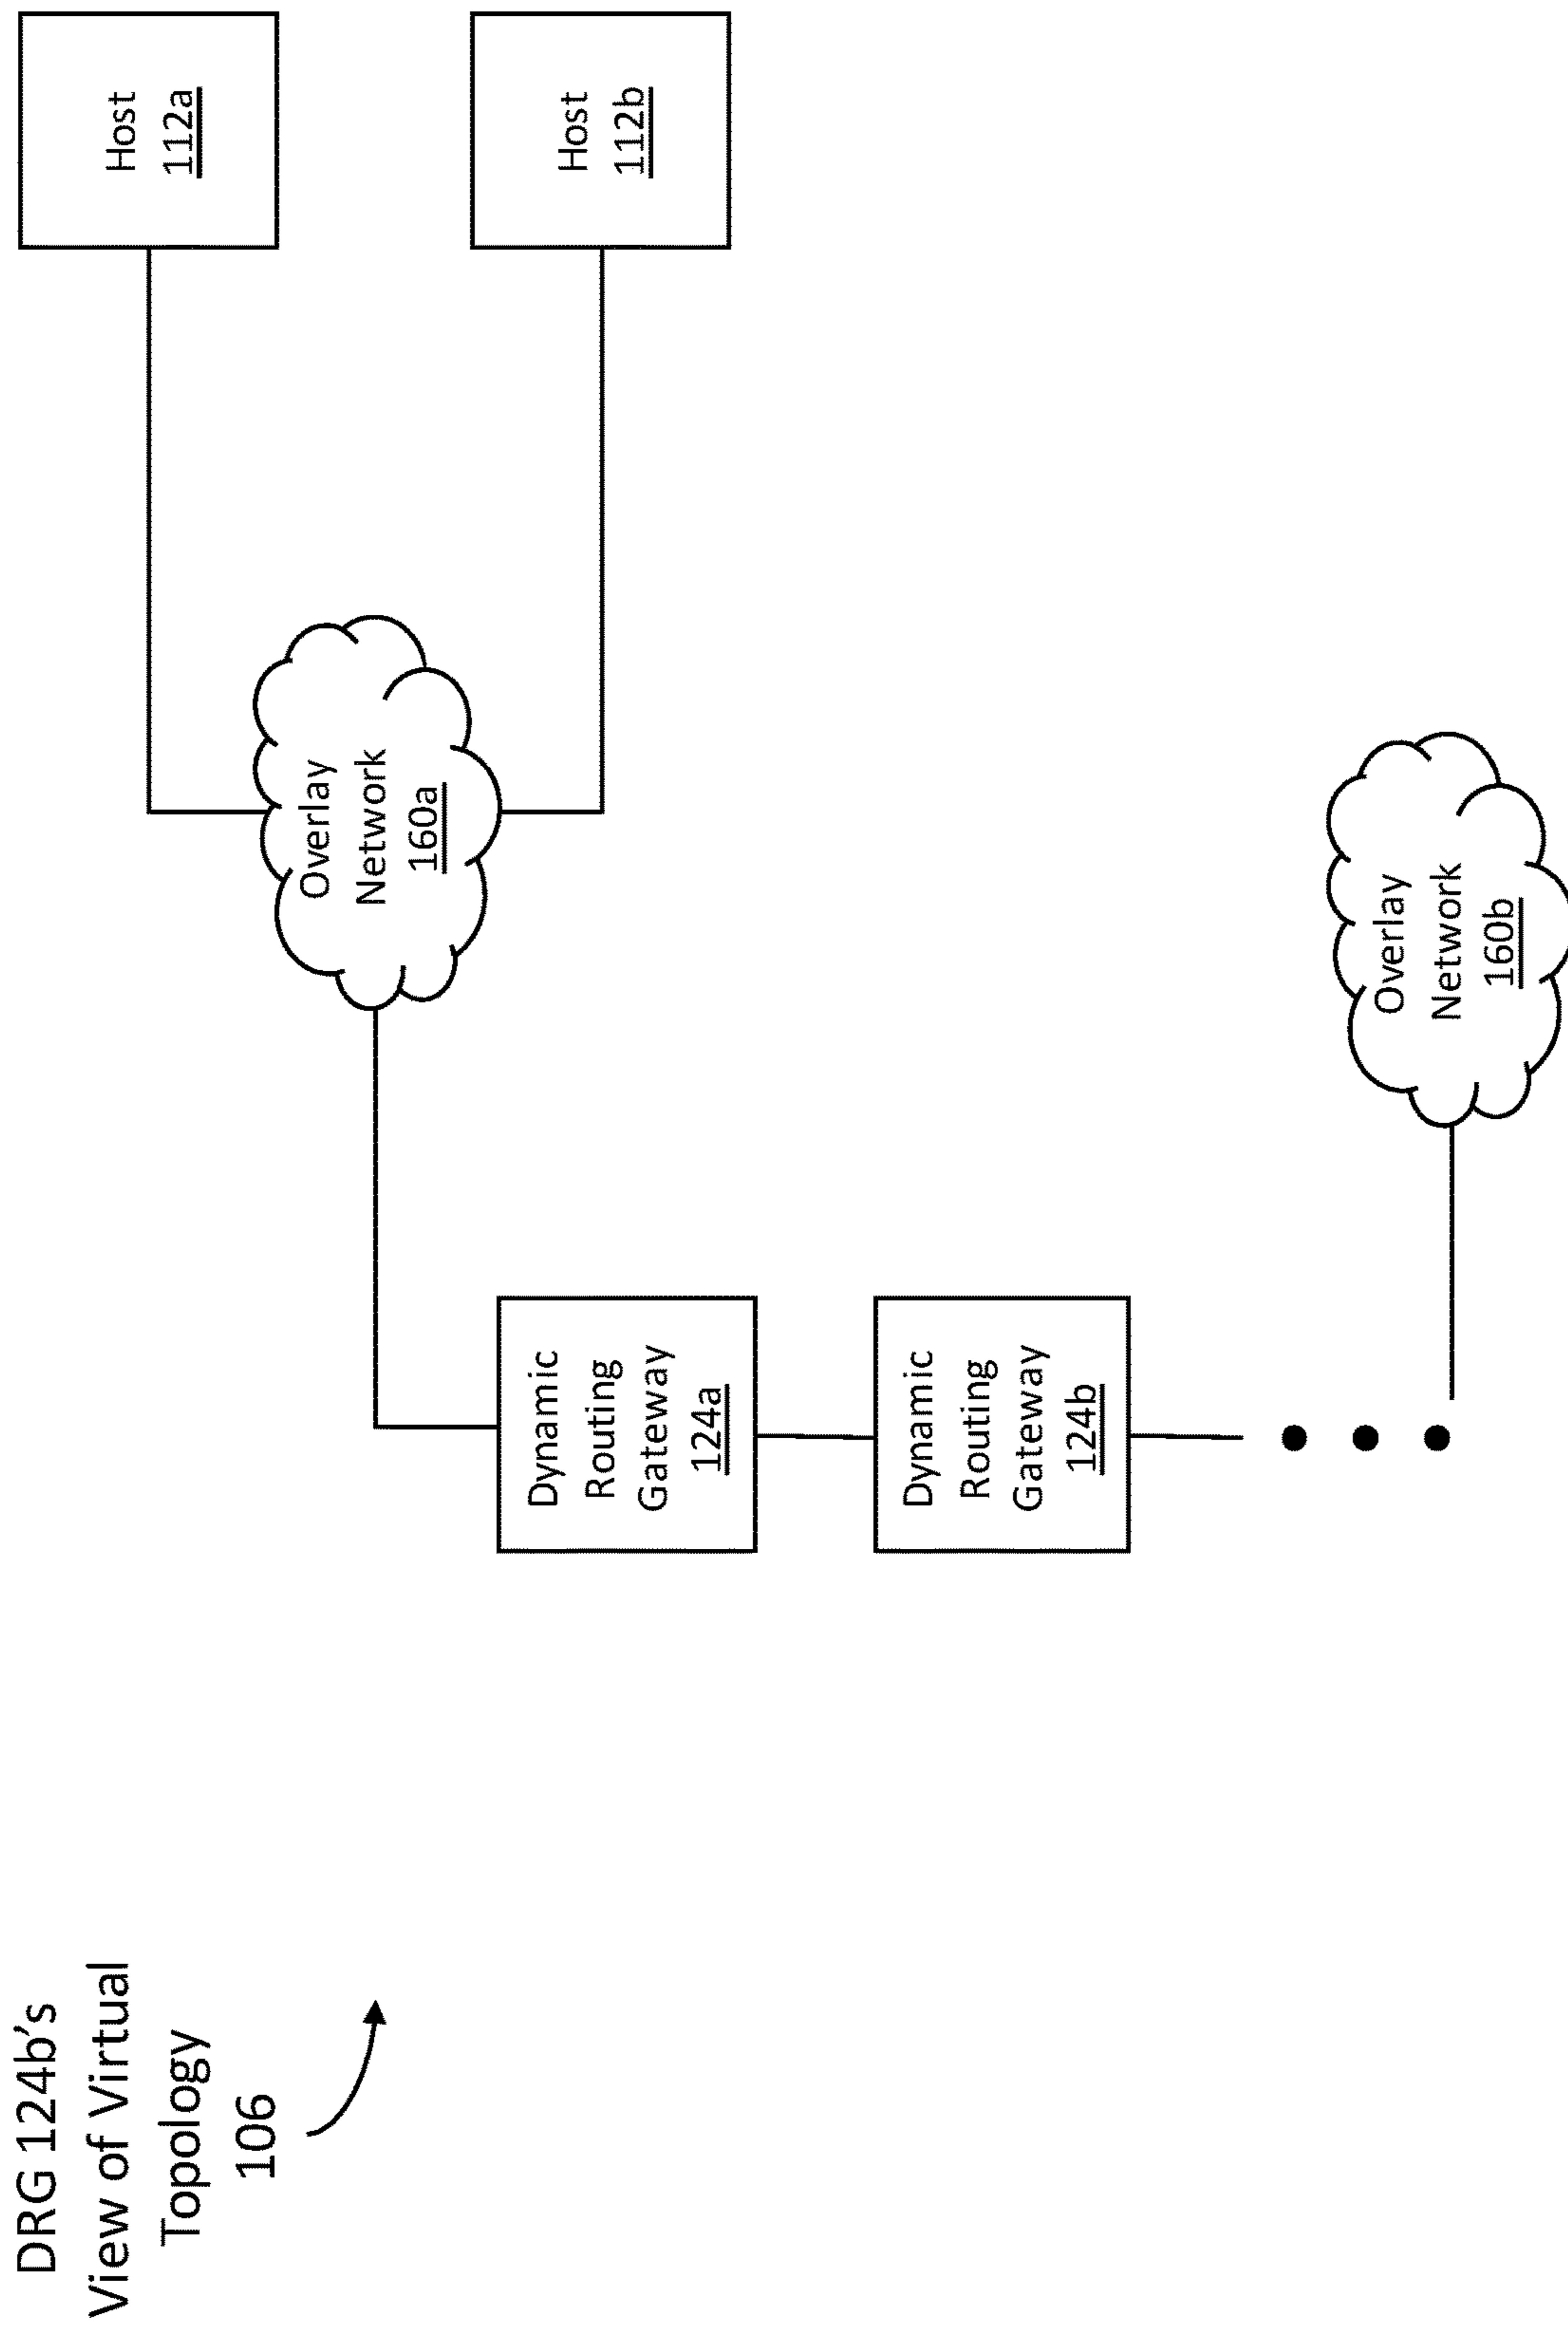 DRG 124b's
View of Virtual
Topology
106
Host
112a
Host
112b
Overlay
Network
160a
Dynamic
Routing
Gateway
124a
Dynamic
Routing
Gateway
124b
Overlay
Network
160b